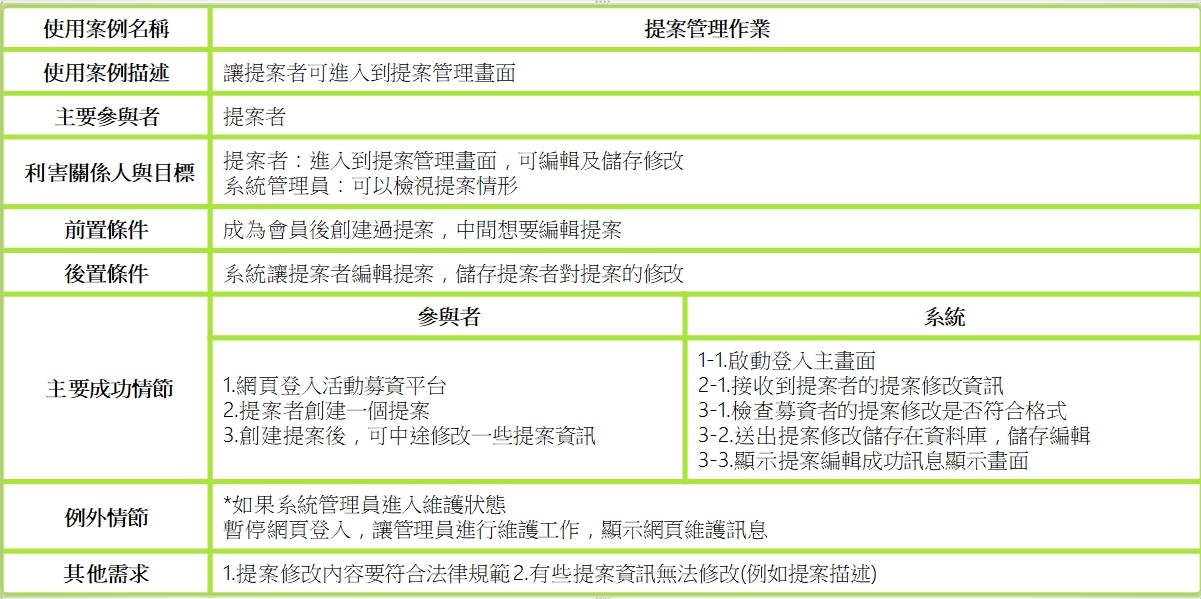 使用案例名稱
提案管理作業
使用案例描述
讓提案者可進入到提案管理畫面
主要參與者
提案者
利害關係人與目標
提案者：進入到提案管理畫面，可編輯及儲存修改
系統管理員：可以檢視提案情形
前置條件
成為會員後創建過提案，中間想要編輯提案
後置條件
系統讓提案者編輯提案，儲存提案者對提案的修改
主要成功情節
參與者
系統
1.網頁登入活動募資平台
2.提案者創建一個提案
3.創建提案後，可中途修改一些提案資訊
1-1.啟動登入主畫面
2-1.接收到提案者的提案修改資訊
3-1.檢查募資者的提案修改是否符合格式
3-2.送出提案修改儲存在資料庫，儲存編輯
3-3.顯示提案編輯成功訊息顯示畫面
例外情節
*如果系統管理員進入維護狀態
暫停網頁登入，讓管理員進行維護工作，顯示網頁維護訊息
其他需求
1.提案修改內容要符合法律規範2.有些提案資訊無法修改(例如提案描述)